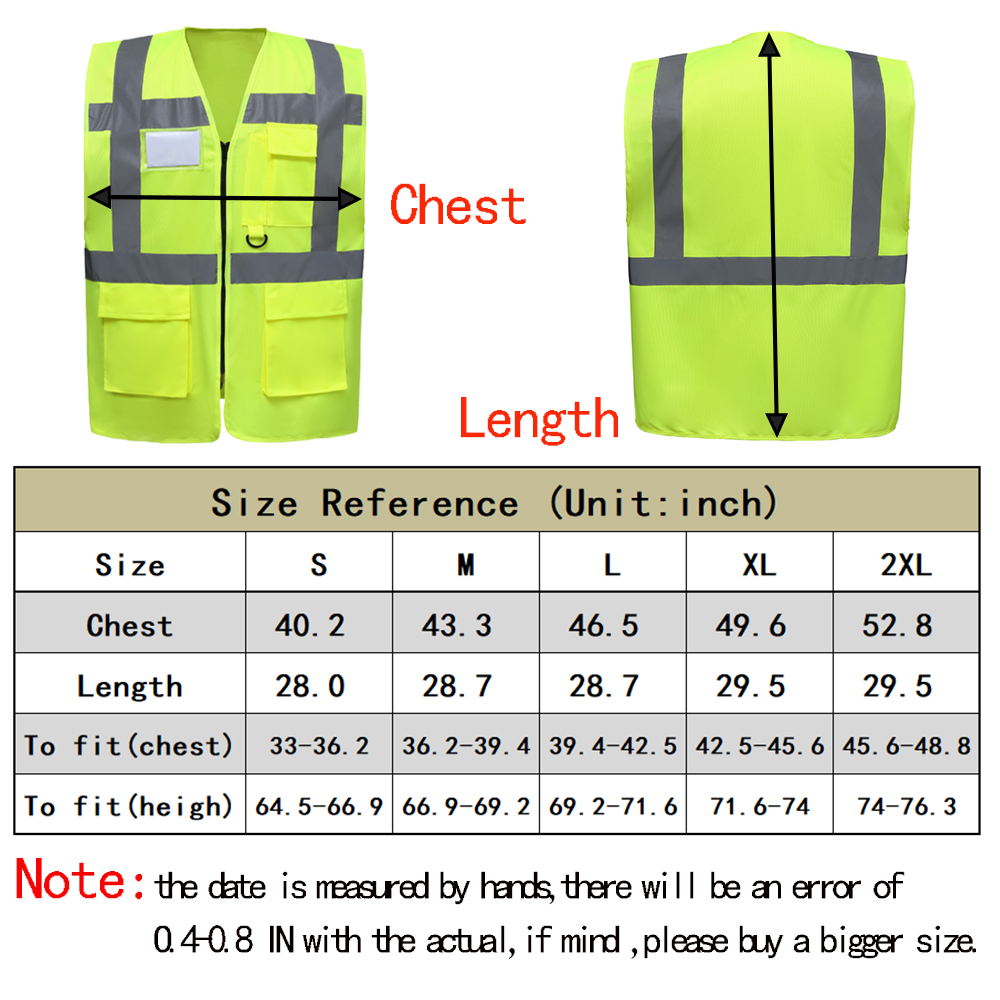 Chest
Length
Size Reference (Unit:inch)
Size S M L XL 2XL
Chest 40.2 43.3 46.5 49.6 52.8
Length 28.0 28.7 28.7 29.5 29.5
To fit(chest) 33-36.2 36.2-39.4 39.4-42.5 42.5-45.6 45.6-48.8
To fit(heigh) 64.5-66.9 66.9-69.2 69.2-71.6 71.6-74 74-76.3
Note: the date is measured by hands, there will be an error of
0.4-0.8 IN with the actual, if mind ,please buy a bigger size.